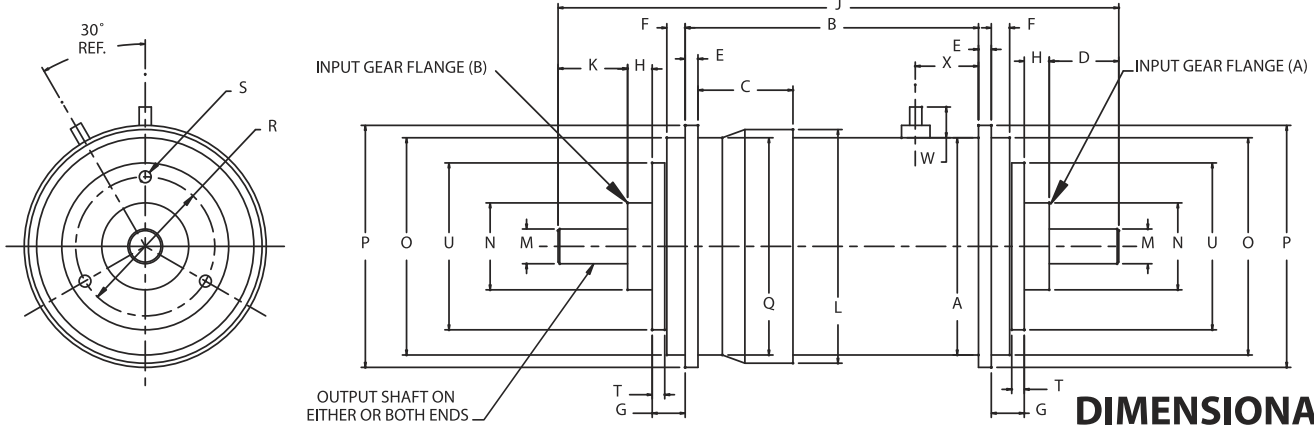 30°
REF.
S
R
J
F
B
F
E
E
K
H
X
H
D
INPUT GEAR FLANGE (B)
C
INPUT GEAR FLANGE (A)
W
P
O
U
N
M
Q
L
A
M
N
U
O
P
OUTPUT SHAFT ON
EITHER OR BOTH ENDS
T
G
T
G
DIMENSIONA